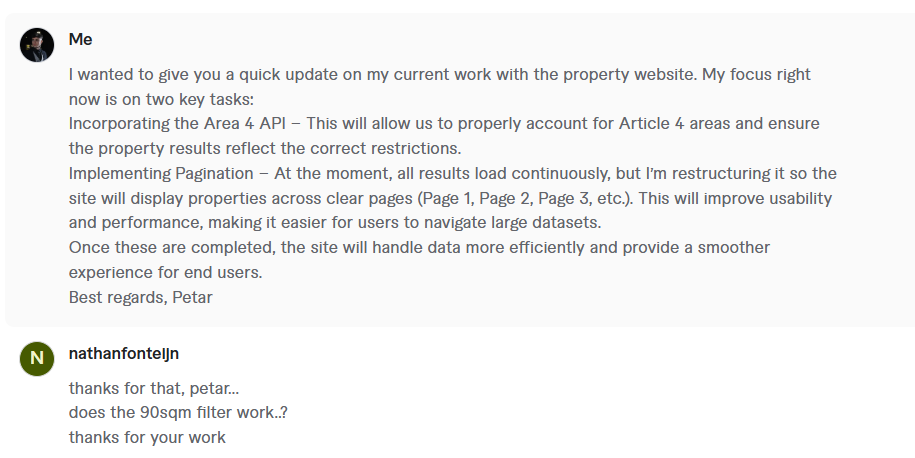 Me
I wanted to give you a quick update on my current work with the property website. My focus right
now is on two key tasks:
Incorporating the Area 4 API – This will allow us to properly account for Article 4 areas and ensure
the property results reflect the correct restrictions.
Implementing Pagination – At the moment, all results load continuously, but I'm restructuring it so the
site will display properties across clear pages (Page 1, Page 2, Page 3, etc.). This will improve usability
and performance, making it easier for users to navigate large datasets.
Once these are completed, the site will handle data more efficiently and provide a smoother
experience for end users.
Best regards, Petar
N
nathanfonteijn
thanks for that, petar...
does the 90sqm filter work..?
thanks for your work